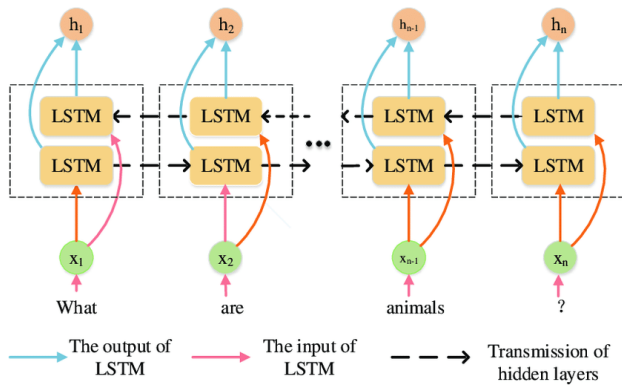 h1 h2 hn-1 hn
LSTM LSTM LSTM LSTM
LSTM LSTM LSTM LSTM
x1 x2 xn-1 xn
What are animals ?
The output of LSTM
The input of LSTM
Transmission of hidden layers